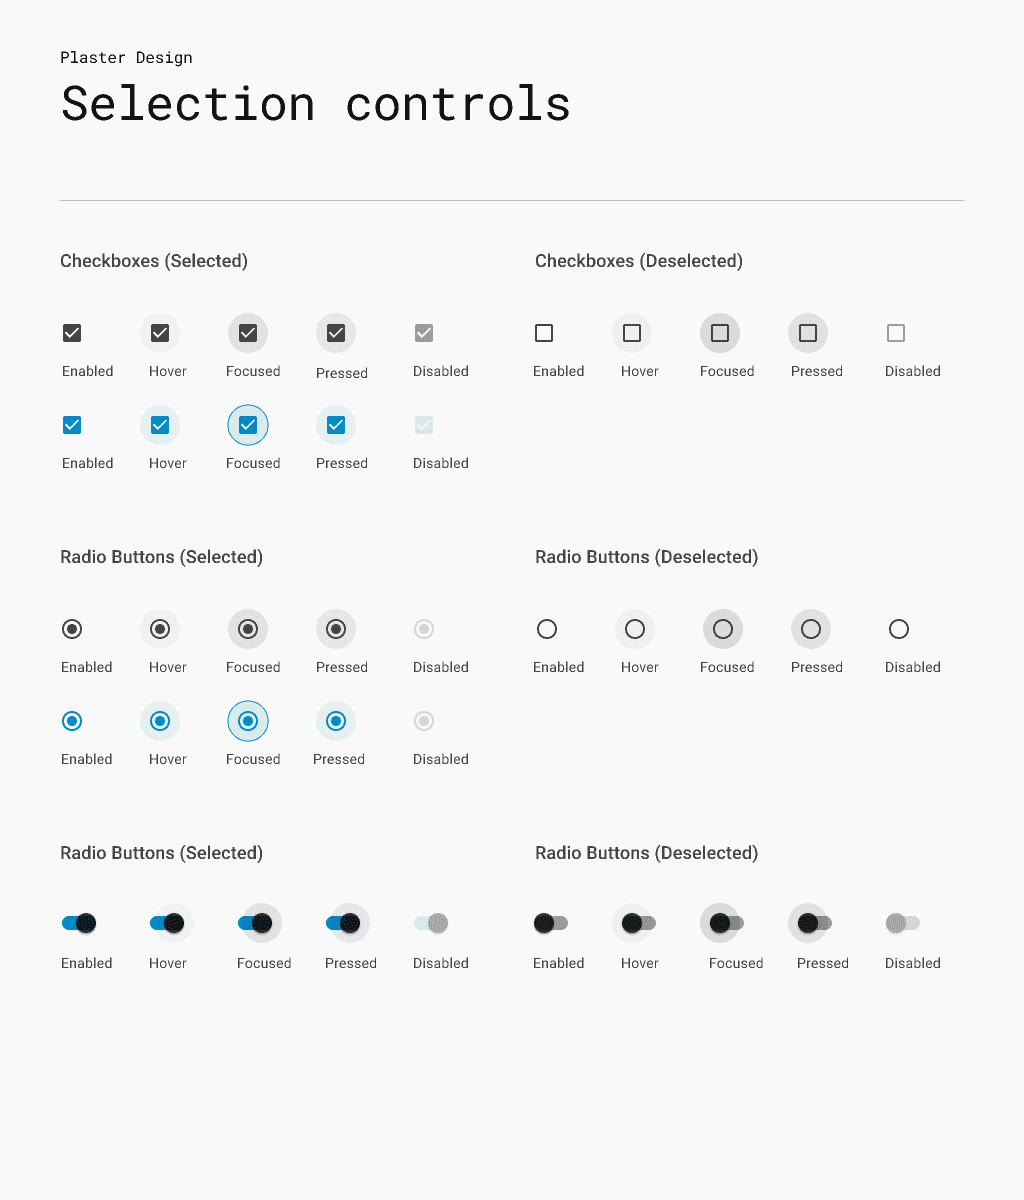 Plaster Design
Selection controls
Checkboxes (Selected)
Checkboxes (Deselected)
Enabled Hover Focused Pressed Disabled
Enabled Hover Focused Pressed Disabled
Enabled Hover Focused Pressed Disabled
Radio Buttons (Selected)
Radio Buttons (Deselected)
Enabled Hover Focused Pressed Disabled
Enabled Hover Focused Pressed Disabled
Enabled Hover Focused Pressed Disabled
Radio Buttons (Selected)
Radio Buttons (Deselected)
Enabled Hover Focused Pressed Disabled
Enabled Hover Focused Pressed Disabled